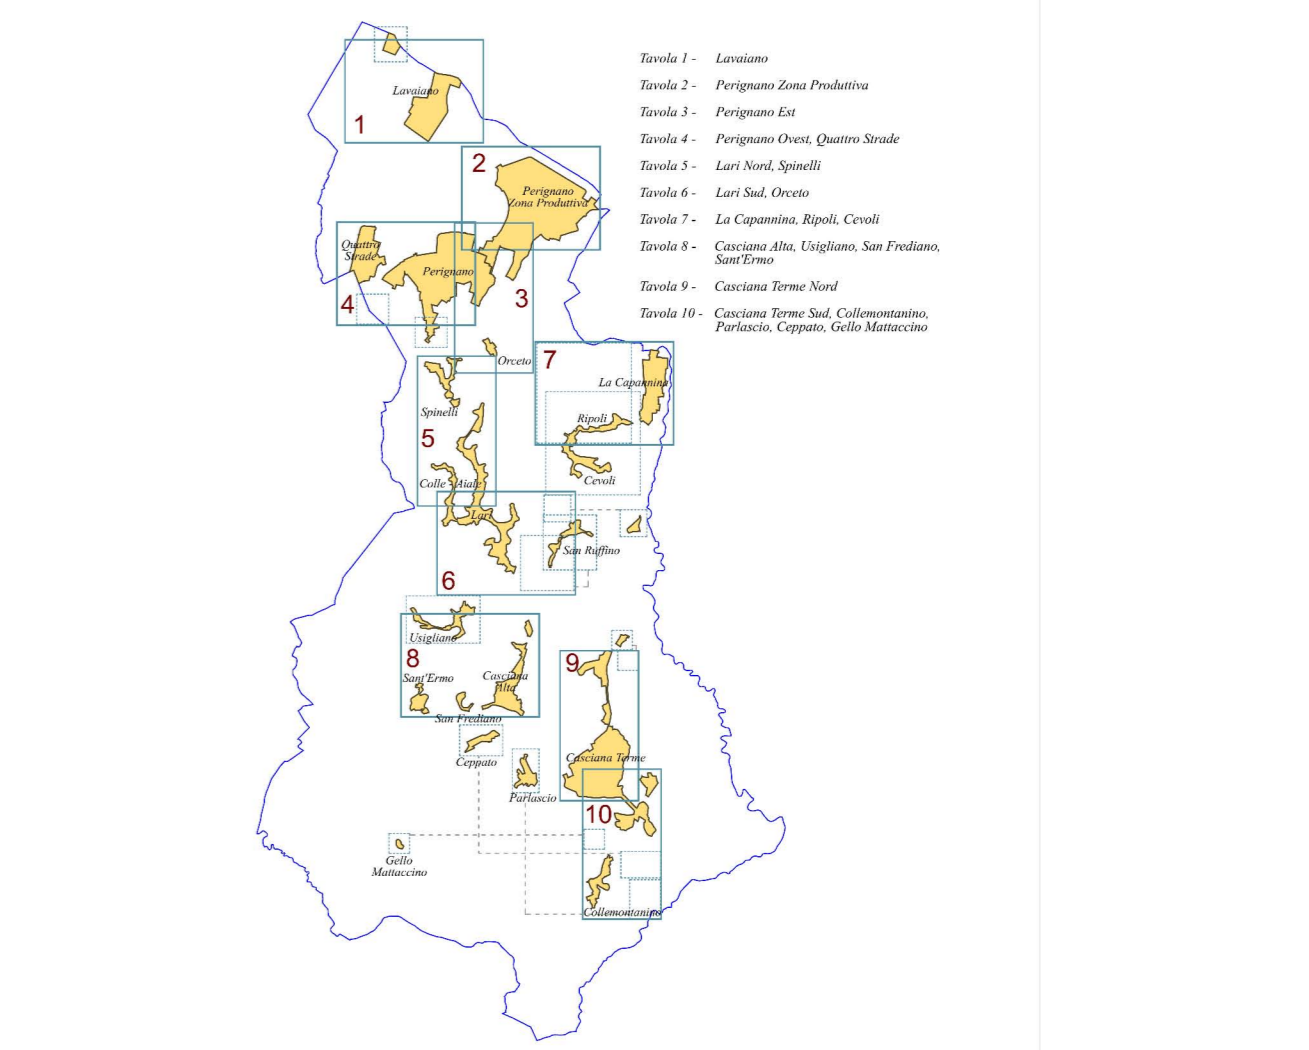 Tavola 1 - Lavaiano
Tavola 2 - Perignano Zona Produttiva
Tavola 3 - Perignano Est
Tavola 4 - Perignano Ovest, Quattro Strade
Tavola 5 - Lari Nord, Spinelli
Tavola 6 - Lari Sud, Orceto
Tavola 7 - La Capannina, Ripoli, Cevoli
Tavola 8 - Casciana Alta, Usigliano, San Frediano,
Sant'Ermo
Tavola 9 - Casciana Terme Nord
Tavola 10 - Casciana Terme Sud, Collemontanino,
Parlascio, Ceppato, Gello Mattaccino
Lavaiano
1
2
Perignano
Zona Produttiva
Quattro
Strade
Perignano
3
4
Orceto
7
La Capannina
Spinelli
Ripoli
5
Colle - Aiale
Cevoli
Lari
San Ruffino
6
Usigliano
8
9
Sant'Ermo
Casciana
Alta
San Frediano
Ceppato
Casciana Terme
Parlascio
10
Gello
Mattaccino
Collemontanino